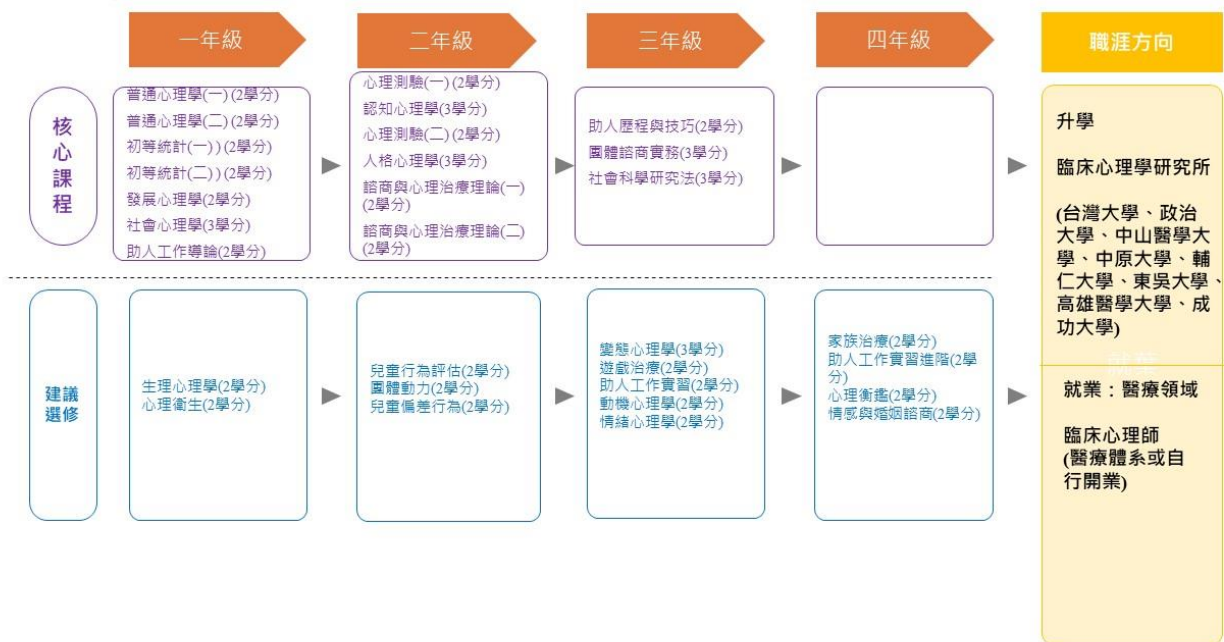 一年級
二年級
三年級
四年級
職涯方向
核
心
課
程
普通心理學(一)(2學分)
普通心理學(二)(2學分)
初等統計(一))(2學分)
初等統計(二))(2學分)
發展心理學(2學分)
社會心理學(3學分)
助人工作導論(2學分)
心理測驗(一)(2學分)
認知心理學(3學分)
心理測驗(二)(2學分)
人格心理學(3學分)
諮商與心理治療理論(一)
(2學分)
諮商與心理治療理論(二)
(2學分)
助人歷程與技巧(2學分)
團體諮商實務(3學分)
社會科學研究法(3學分)
升學
臨床心理學研究所
(台灣大學、政治
大學、中山醫學大
學、中原大學、輔
仁大學、東吳大學、
高雄醫學大學、成
功大學)
建議
選修
生理心理學(2學分)
心理衛生(2學分)
兒童行為評估(2學分)
團體動力(2學分)
兒童偏差行為(2學分)
變態心理學(3學分)
遊戲治療(2學分)
助人工作實習(2學分)
動機心理學(2學分)
情緒心理學(2學分)
家族治療(2學分)
助人工作實習進階(2學
分)
心理衡鑑(2學分)
情感與婚姻諮商(2學分)
就業
就業：醫療領域
臨床心理師
(醫療體系或自
行開業)